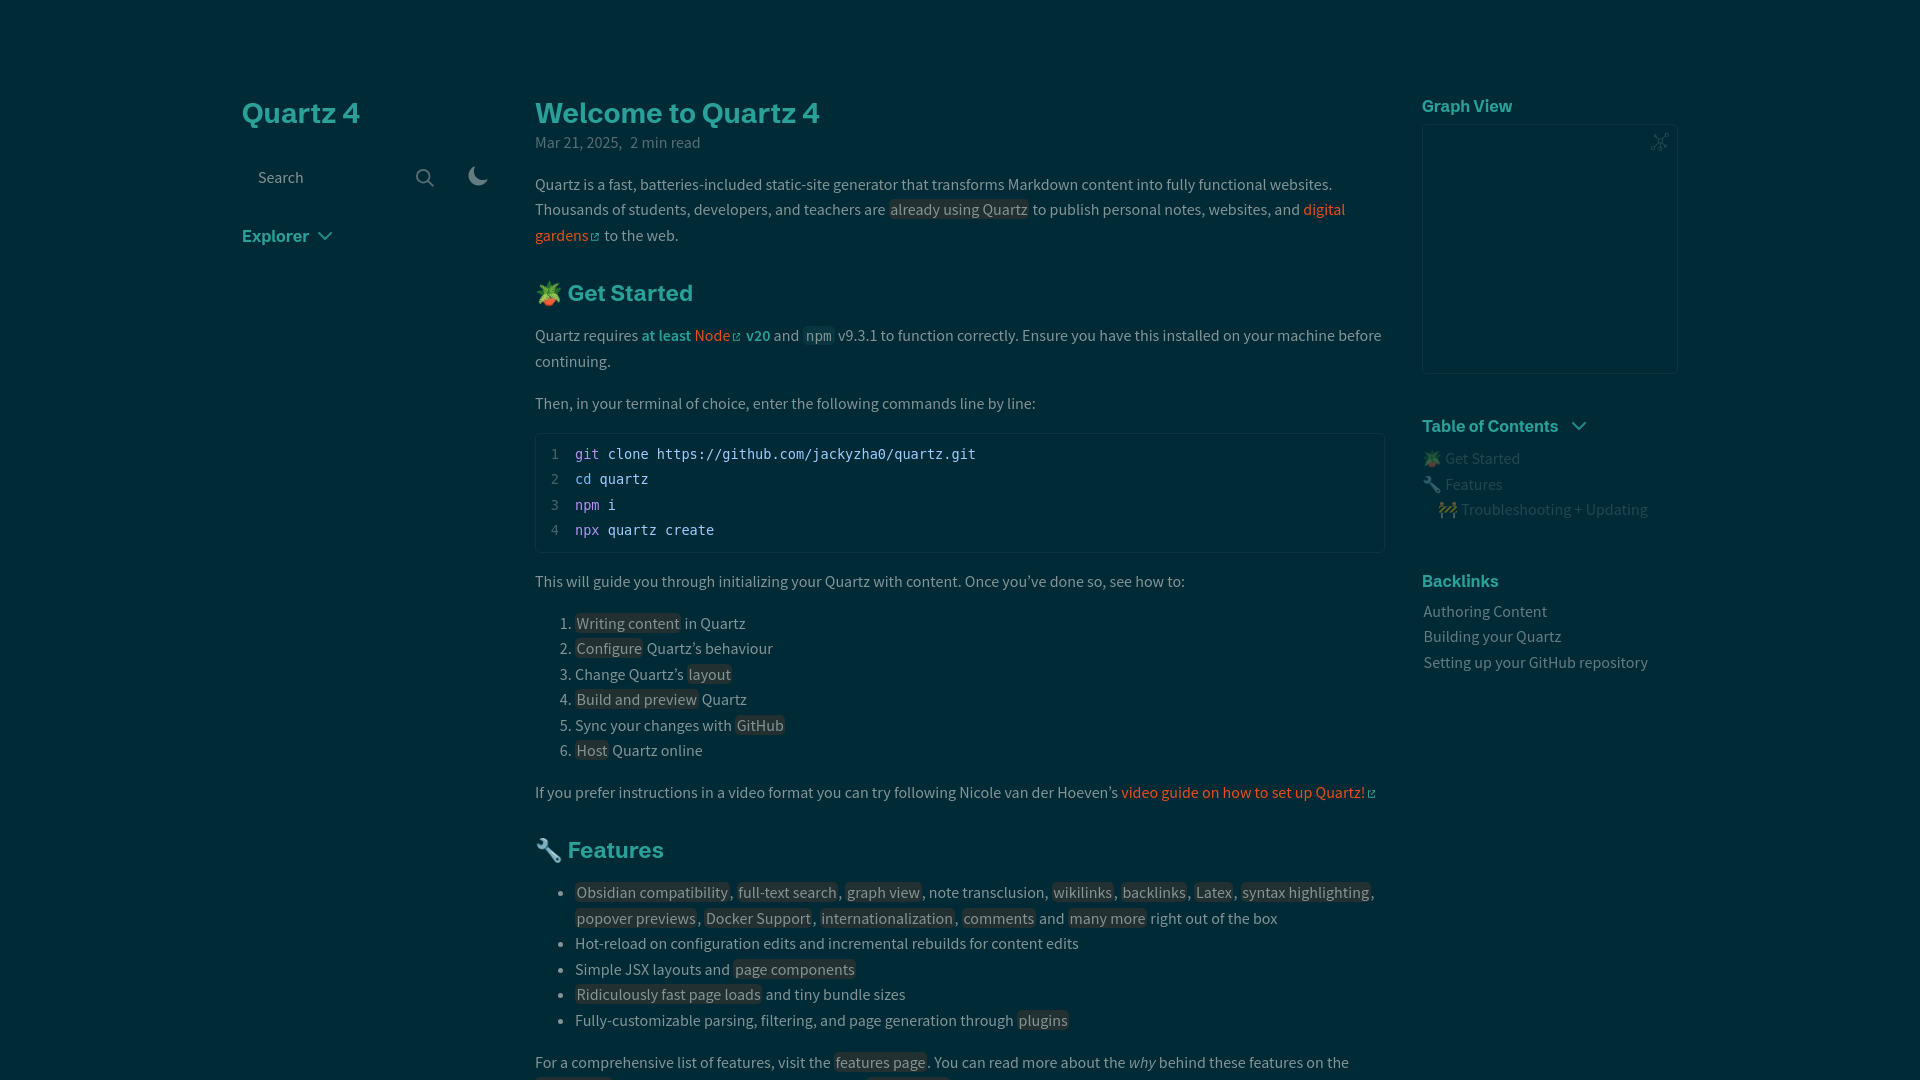 Quartz 4
Search
Explorer
Welcome to Quartz 4
Mar 21, 2025, 2 min read
Quartz is a fast, batteries-included static-site generator that transforms Markdown content into fully functional websites.
Thousands of students, developers, and teachers are already using Quartz to publish personal notes, websites, and digital
gardens to the web.
🪴 Get Started
Quartz requires at least Node v20 and npm v9.3.1 to function correctly. Ensure you have this installed on your machine before
continuing.
Then, in your terminal of choice, enter the following commands line by line:
1 git clone https://github.com/jackyzha0/quartz.git
2 cd quartz
3 npm i
4 npx quartz create
This will guide you through initializing your Quartz with content. Once you’ve done so, see how to:
1. Writing content in Quartz
2. Configure Quartz’s behaviour
3. Change Quartz’s layout
4. Build and preview Quartz
5. Sync your changes with GitHub
6. Host Quartz online
If you prefer instructions in a video format you can try following Nicole van der Hoeven’s video guide on how to set up Quartz!
🔧 Features
• Obsidian compatibility, full-text search, graph view, note transclusion, wikilinks, backlinks, Latex, syntax highlighting,
popover previews, Docker Support, internationalization, comments and many more right out of the box
• Hot-reload on configuration edits and incremental rebuilds for content edits
• Simple JSX layouts and page components
• Ridiculously fast page loads and tiny bundle sizes
• Fully-customizable parsing, filtering, and page generation through plugins
For a comprehensive list of features, visit the features page. You can read more about the why behind these features on the
Graph View
Table of Contents
🪴 Get Started
🔧 Features
🚧 Troubleshooting + Updating
Backlinks
Authoring Content
Building your Quartz
Setting up your GitHub repository